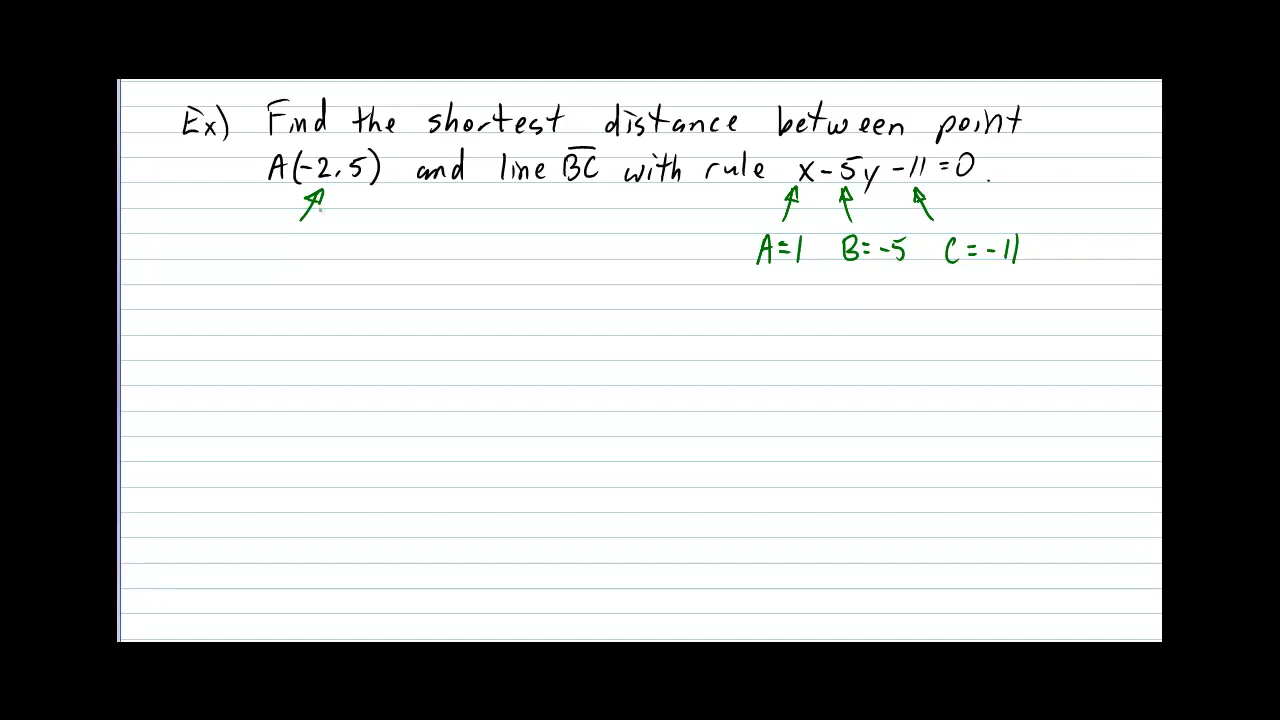 Ex) Find the shortest distance between point
A(-2, 5) and line B̅C̅ with rule x - 5y - 11 = 0.
A = 1 B = -5 C = -11